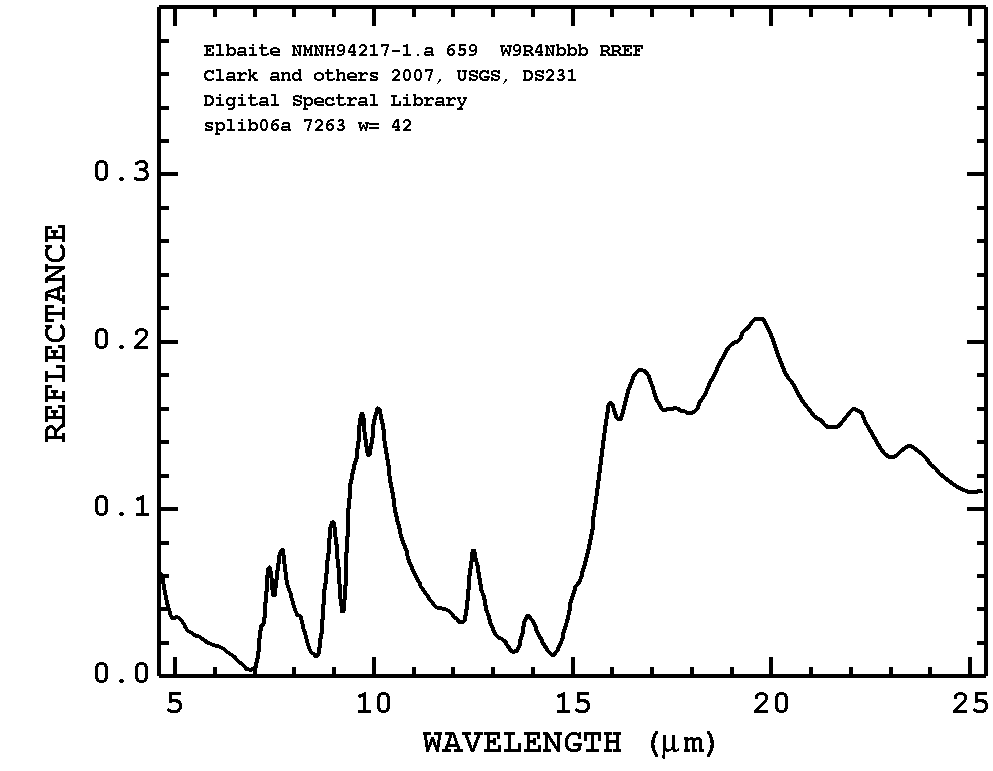 Elbaite NMNH94217-1.a 659 W9R4Nbbb RREF
Clark and others 2007, USGS, DS231
Digital Spectral Library
splib06a 7263 w= 42
REFLECTANCE
0.3
0.2
0.1
0.0
5 10 15 20 25
WAVELENGTH (μm)